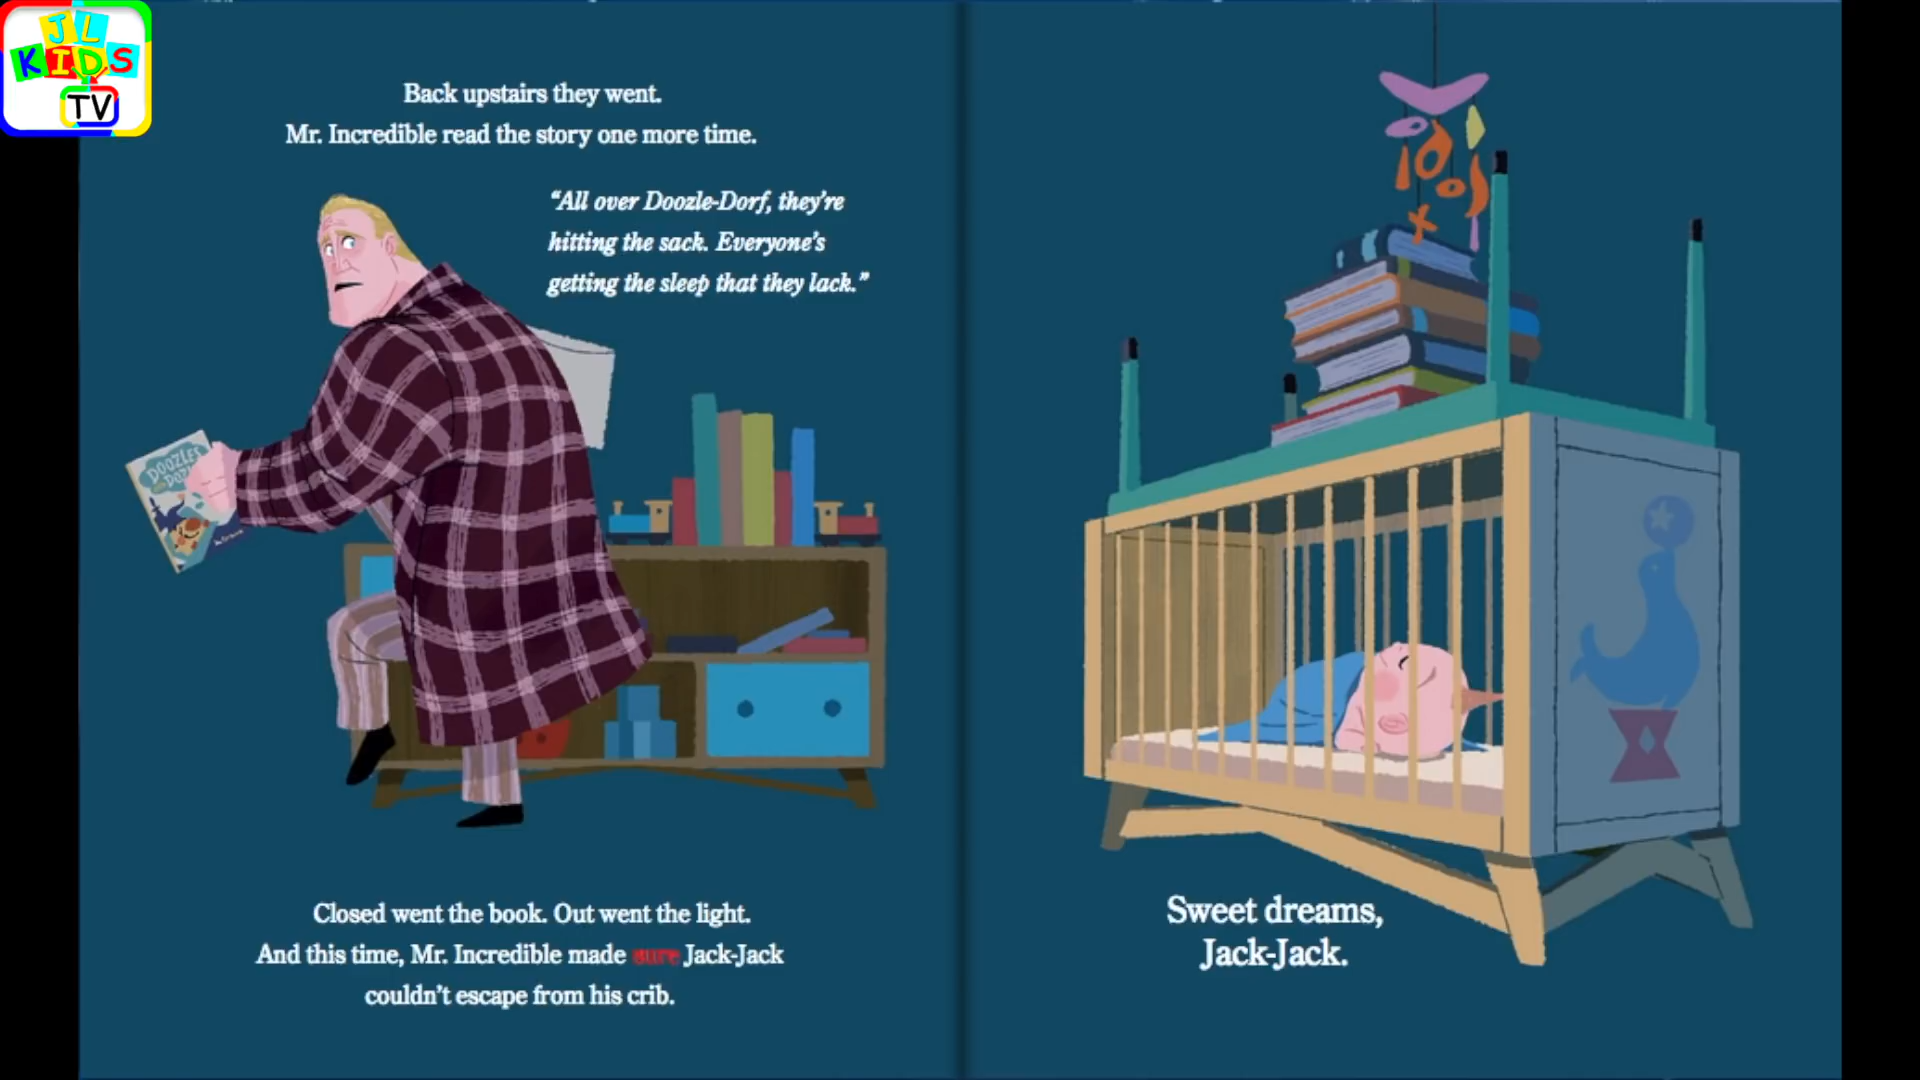 JL
KIDS
TV
Back upstairs they went.
Mr. Incredible read the story one more time.
“All over Doozle-Dorf, they’re
hitting the sack. Everyone’s
getting the sleep that they lack.”
DOOZLES
Closed went the book. Out went the light.
And this time, Mr. Incredible made sure Jack-Jack
couldn’t escape from his crib.
Sweet dreams,
Jack-Jack.